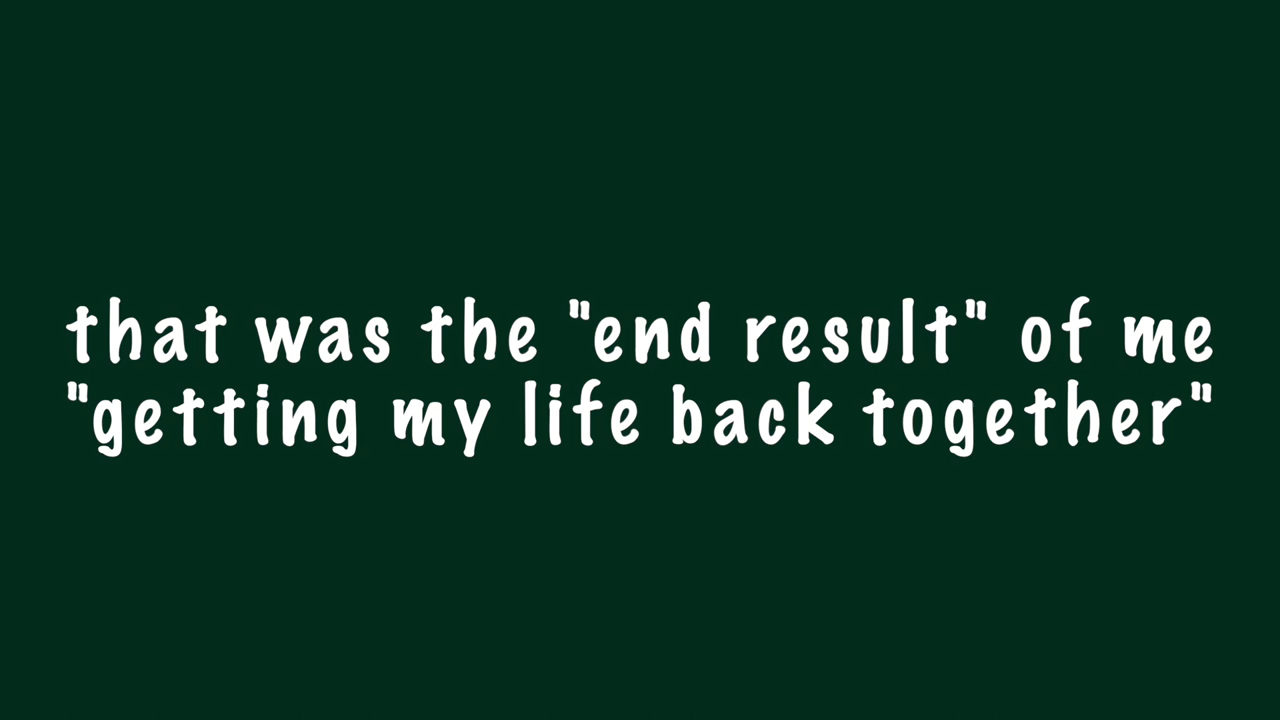 that was the "end result" of me
"getting my life back together"